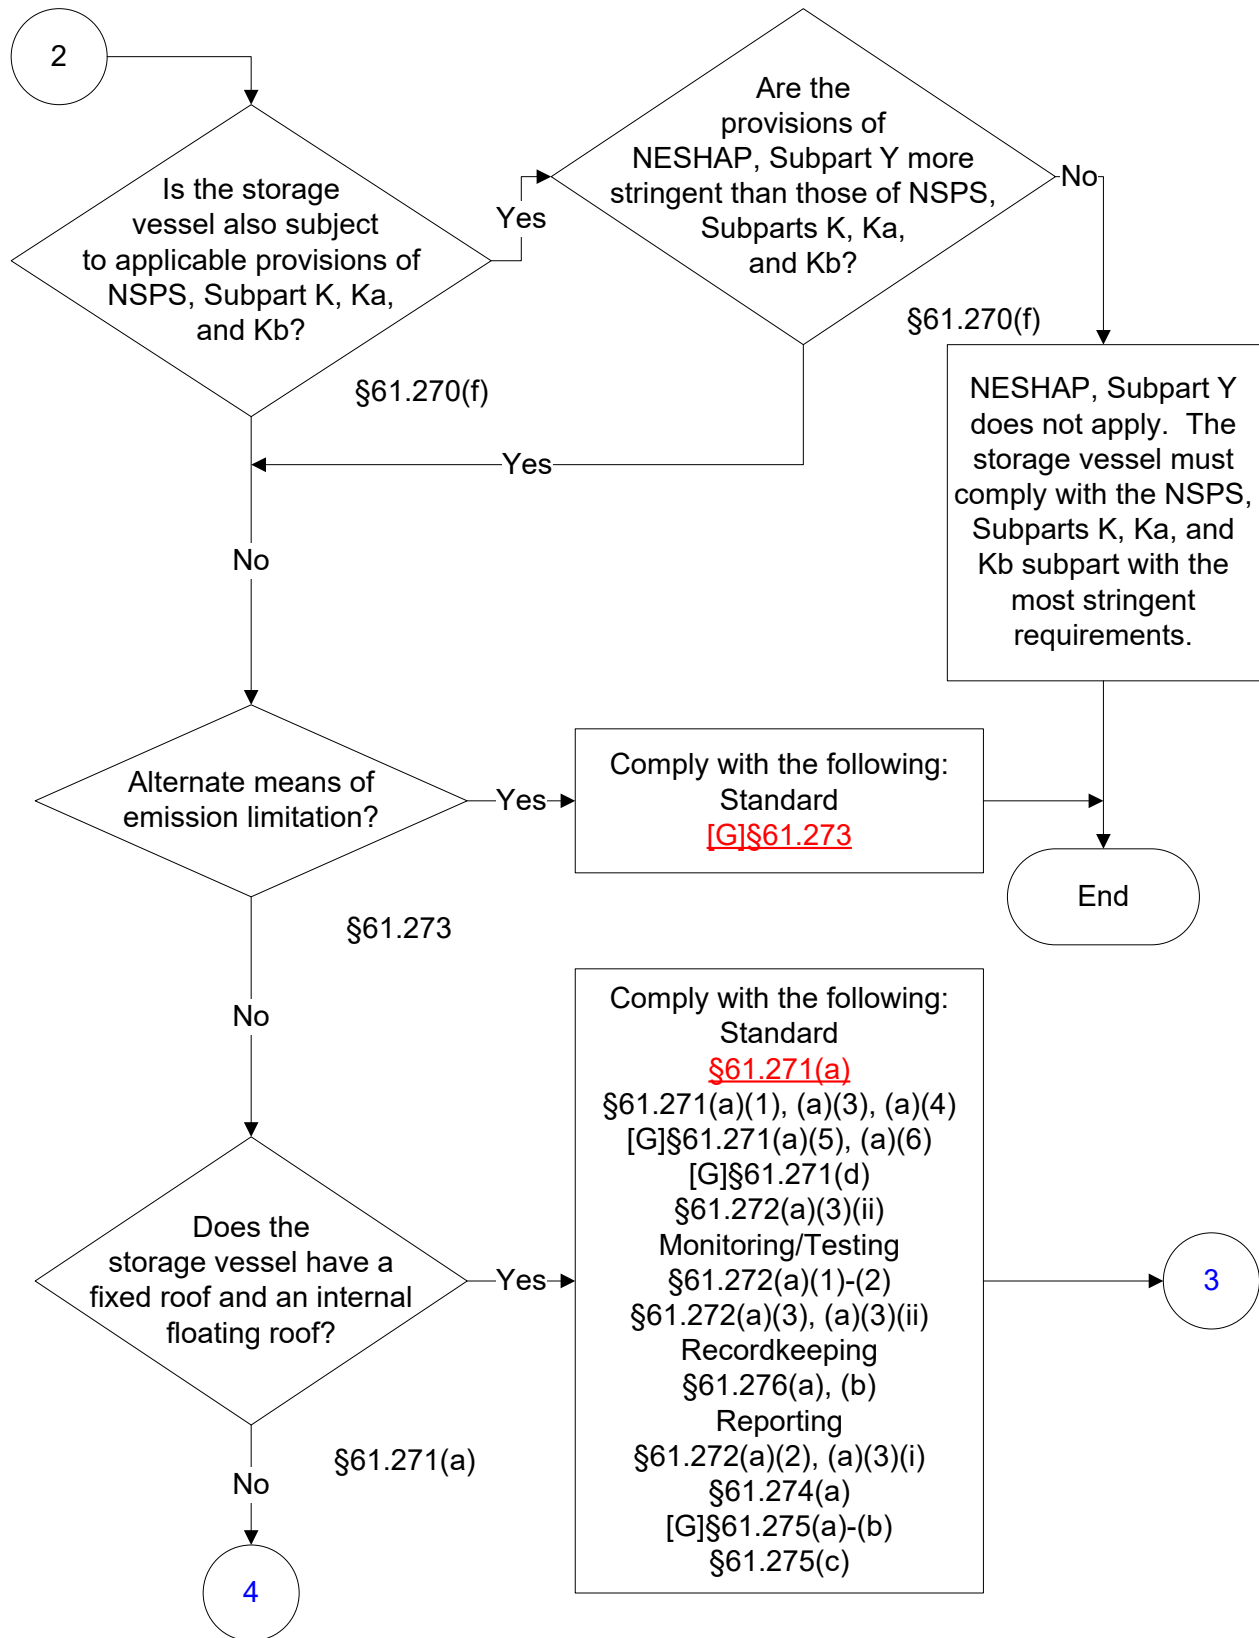 2
Is the storage
vessel also subject
to applicable provisions of
NSPS, Subpart K, Ka,
and Kb?
§61.270(f)
Yes
Are the
provisions of
NESHAP, Subpart Y more
stringent than those of NSPS,
Subparts K, Ka,
and Kb?
§61.270(f)
No
NESHAP, Subpart Y
does not apply.  The
storage vessel must
comply with the NSPS,
Subparts K, Ka, and
Kb subpart with the
most stringent
requirements.
Yes
No
Alternate means of
emission limitation?
§61.273
Yes
Comply with the following:
Standard
[G]§61.273
End
No
Does the
storage vessel have a
fixed roof and an internal
floating roof?
§61.271(a)
Yes
Comply with the following:
Standard
§61.271(a)
§61.271(a)(1), (a)(3), (a)(4)
[G]§61.271(a)(5), (a)(6)
[G]§61.271(d)
§61.272(a)(3)(ii)
Monitoring/Testing
§61.272(a)(1)-(2)
§61.272(a)(3), (a)(3)(ii)
Recordkeeping
§61.276(a), (b)
Reporting
§61.272(a)(2), (a)(3)(i)
§61.274(a)
[G]§61.275(a)-(b)
§61.275(c)
3
No
4